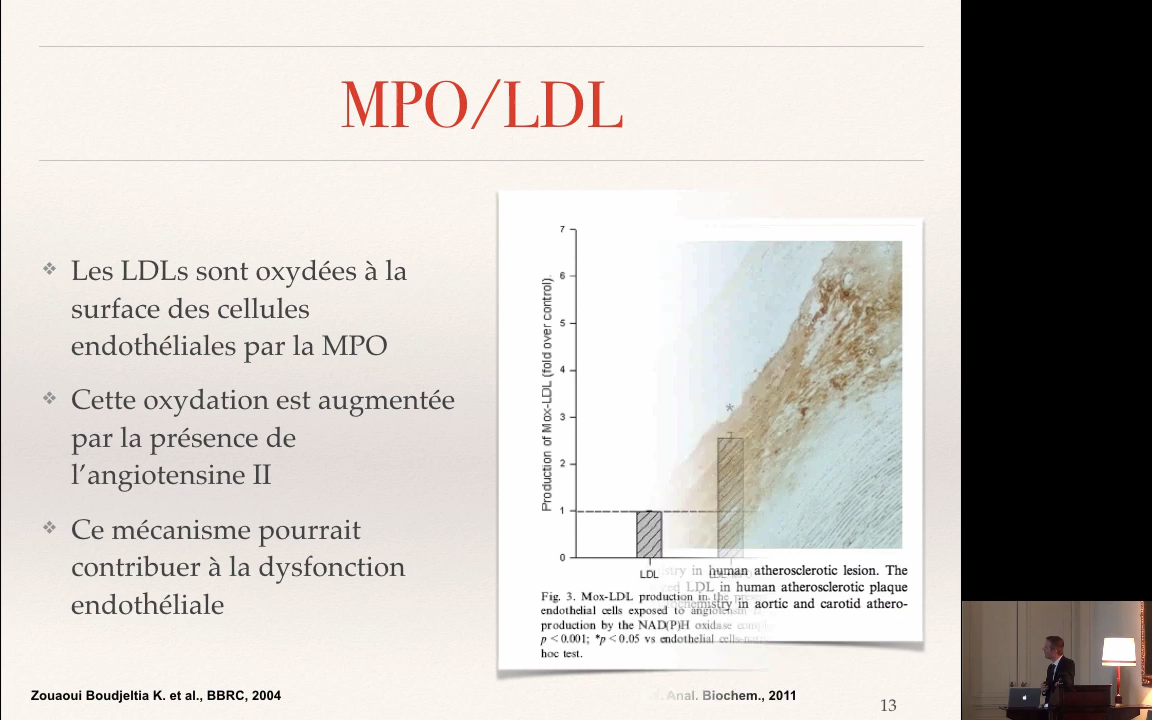 MPO/LDL
Les LDLs sont oxydées à la
surface des cellules
endothéliales par la MPO
Cette oxydation est augmentée
par la présence de
l’angiotensine II
Ce mécanisme pourrait
contribuer à la dysfonction
endothéliale
Production of Mox-LDL (fold over control).
7
6
5
4
3
*
2
1
0
LDL
in human atherosclerotic lesion. The
LDL in human atherosclerotic plaque
in aortic and carotid athero-
Fig. 3. Mox-LDL production in the
endothelial cells exposed to angiotensin
production by the NAD(P)H oxidase
p < 0.001; *p < 0.05 vs endothelial cells
hoc test.
Zouaoui Boudjeltia K. et al., BBRC, 2004
Anal. Biochem., 2011
13